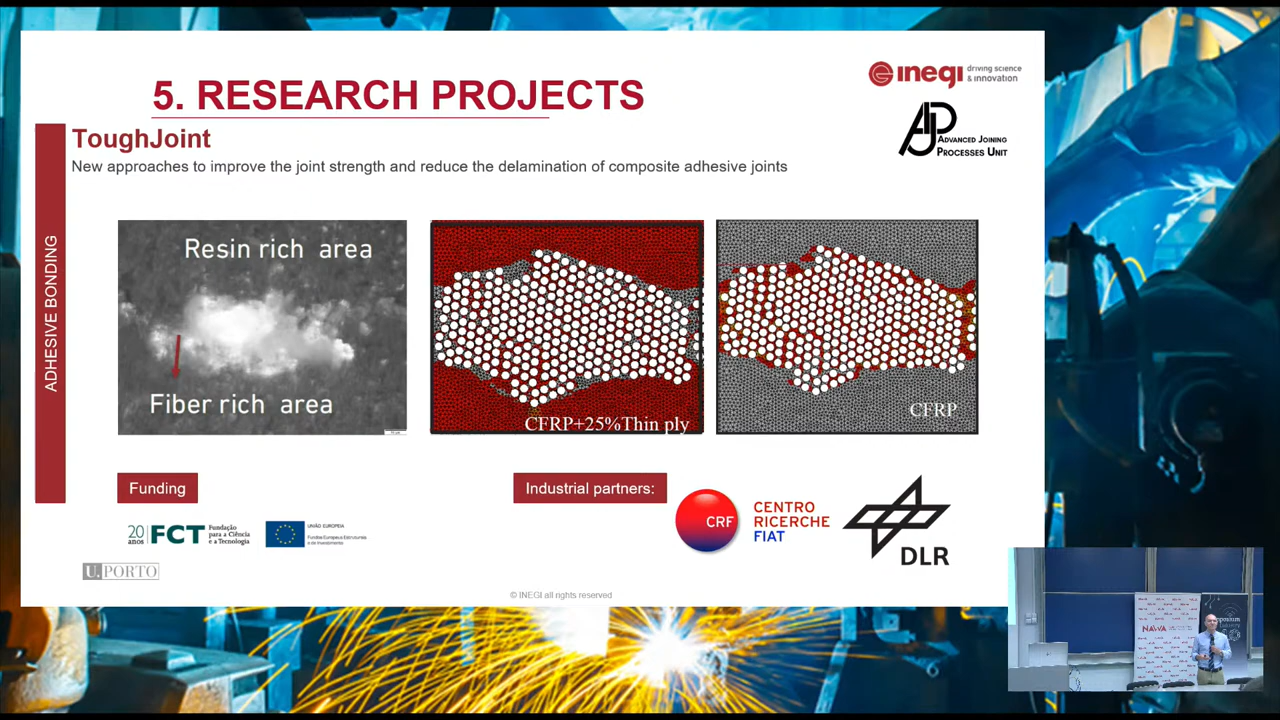 5. RESEARCH PROJECTS
inegi driving science
& innovation
ADVANCED JOINING
PROCESSES UNIT
ToughJoint
New approaches to improve the joint strength and reduce the delamination of composite adhesive joints
ADHESIVE BONDING
Resin rich area
Fiber rich area
CFRP+25%Thin ply
CFRP
Funding
Industrial partners:
20 anos FCT Fundação
para a Ciência
e a Tecnologia
UNIÃO EUROPEIA
Fundos Europeus Estruturais
e de Investimento
CRF
CENTRO
RICERCHE
FIAT
DLR
U.PORTO
© INEGI all rights reserved
NAWA